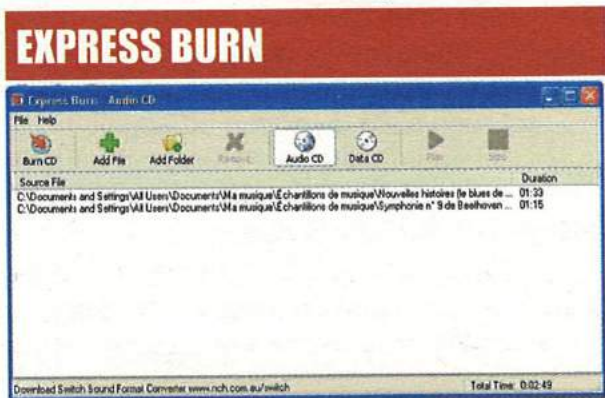 EXPRESS BURN
Express Burn - Audio CD
File Help
Burn CD Add File Add Folder Remove Audio CD Data CD Play Stop
Source File Duration
C:\Documents and Settings\All Users\Documents\Ma musique\Échantillons de musique\Nouvelles histoires (le blues de ... 01:33
C:\Documents and Settings\All Users\Documents\Ma musique\Échantillons de musique\Symphonie n° 9 de Beethoven ... 01:15
Download Switch Sound Format Converter www.nch.com.au/switch Total Time: 0:02:49